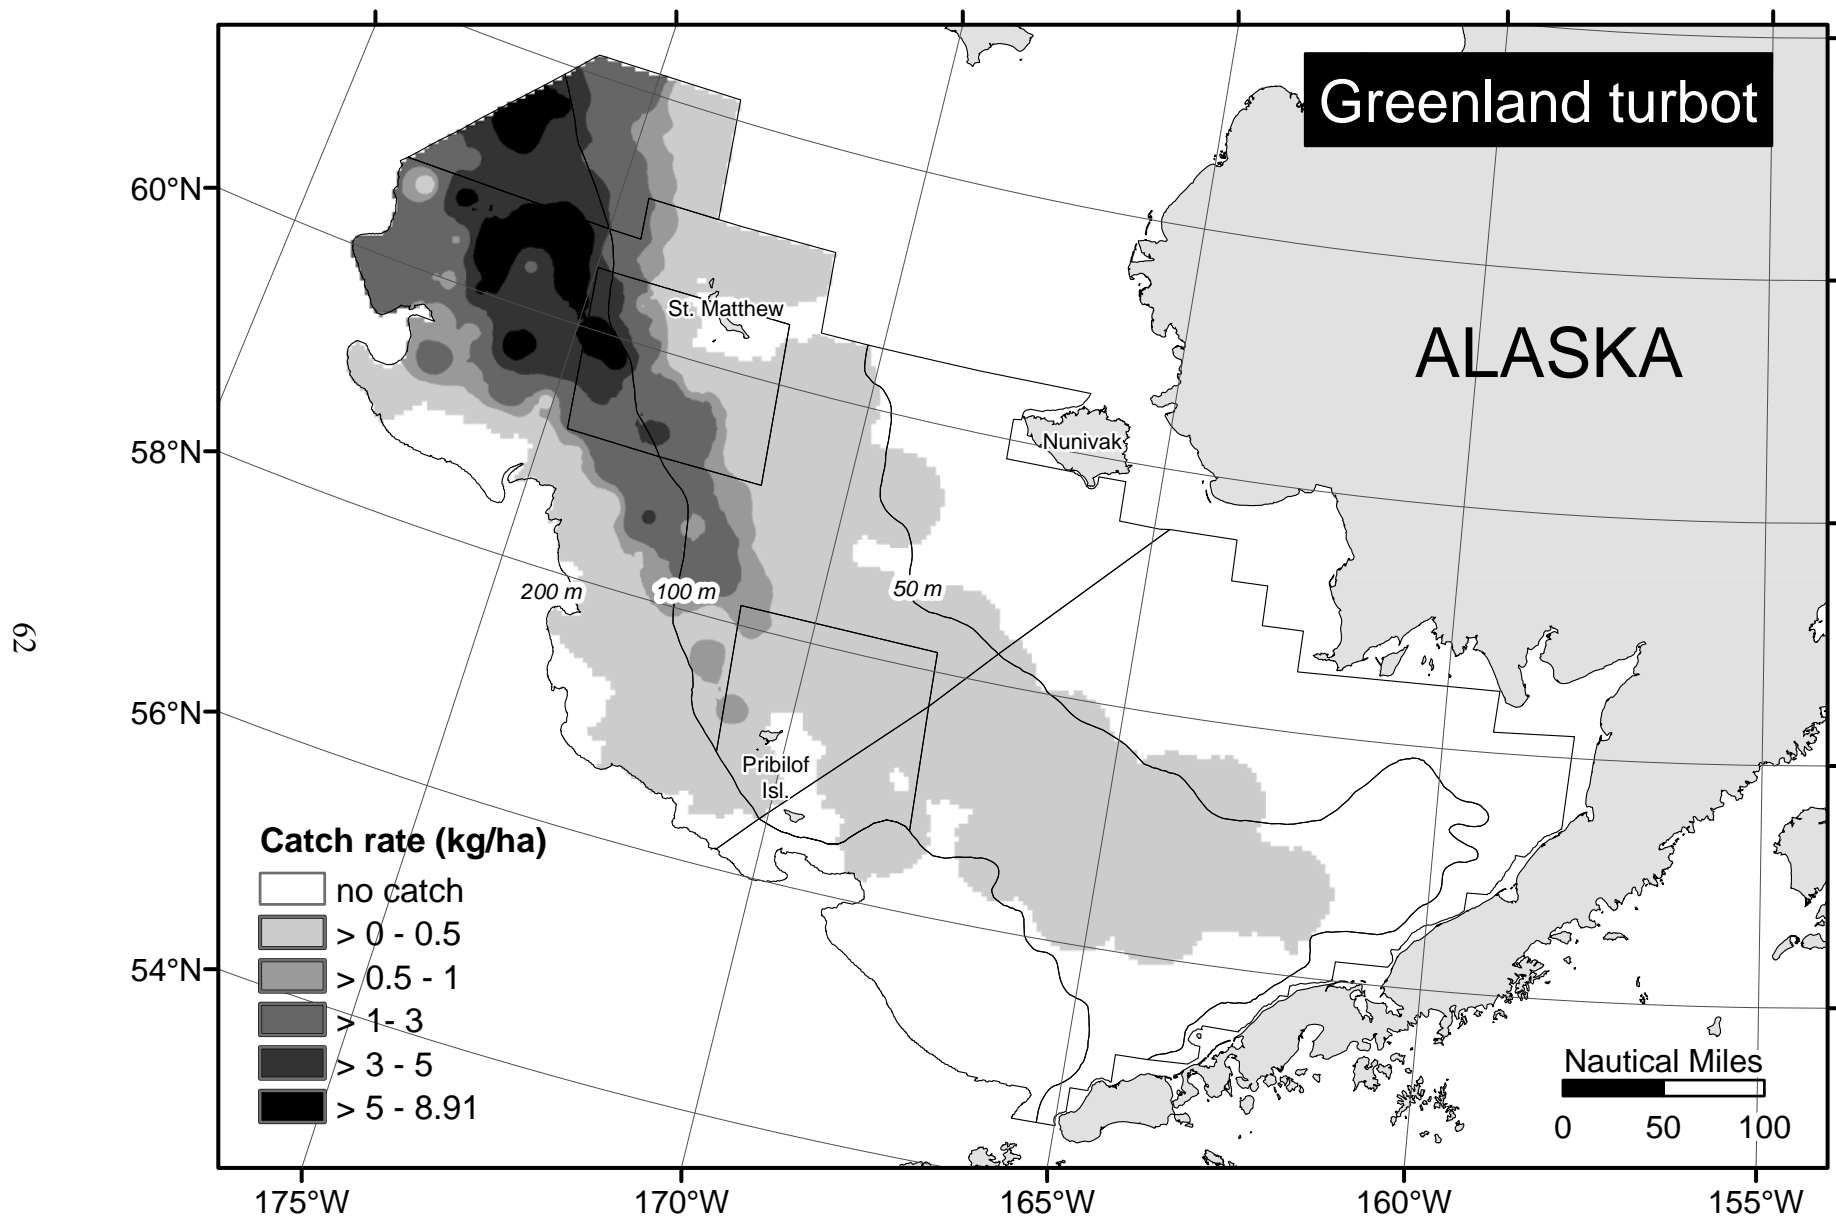 Greenland turbot
60°N
58°N
56°N
54°N
ALASKA
St. Matthew
Nunivak
200 m
100 m
50 m
Pribilof
Isl.
62
Catch rate (kg/ha)
no catch
> 0 - 0.5
> 0.5 - 1
> 1- 3
> 3 - 5
> 5 - 8.91
Nautical Miles
0 50 100
175°W 170°W 165°W 160°W 155°W